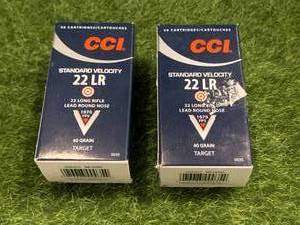 50 CARTRIDGES/CARTOUCHES
CCI
STANDARD VELOCITY
22 LR
22 LONG RIFLE
LEAD ROUND NOSE
1070
FPS
40 GRAIN
TARGET
0035
50 CARTRIDGES/CARTOUCHES
CCI
STANDARD VELOCITY
22 LR
22 LONG RIFLE
LEAD ROUND NOSE
1070
FPS
40 GRAIN
TARGET
0035